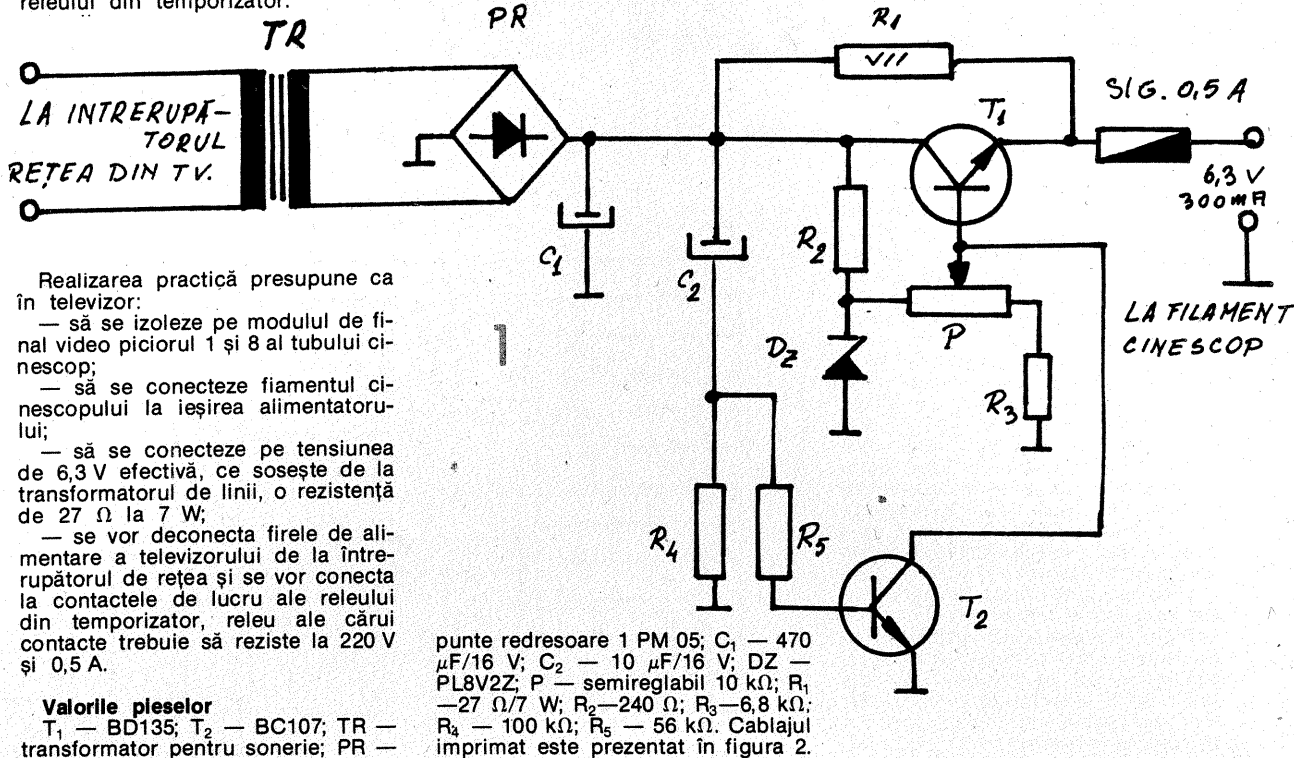 releului din temporizator.
TR
PR
R1
LA INTRERUPĂ-
TORUL
REȚEA DIN TV.
T1
SIG. 0,5 A
6,3 V
300mA
C1
C2
R2
P
DZ
R3
LA FILAMENT
CINESCOP
R4
R5
T2
1
Realizarea practică presupune ca
în televizor:
— să se izoleze pe modulul de fi-
nal video piciorul 1 și 8 al tubului ci-
nescop;
— să se conecteze fiamentul ci-
nescopului la ieșirea alimentatoru-
lui;
— să se conecteze pe tensiunea
de 6,3 V efectivă, ce sosește de la
transformatorul de linii, o rezistență
de 27 Ω la 7 W;
— se vor deconecta firele de ali-
mentare a televizorului de la între-
rupătorul de rețea și se vor conecta
la contactele de lucru ale releului
din temporizator, releu ale cărui
contacte trebuie să reziste la 220 V
și 0,5 A.
Valorile pieselor
T₁ — BD135; T₂ — BC107; TR —
transformator pentru sonerie; PR —
punte redresoare 1 PM 05; C₁ — 470
μF/16 V; C₂ — 10 μF/16 V; DZ —
PL8V2Z; P — semireglabil 10 kΩ; R₁
—27 Ω/7 W; R₂—240 Ω; R₃—6,8 kΩ;
R₄ — 100 kΩ; R₅ — 56 kΩ. Cablajul
imprimat este prezentat în figura 2.